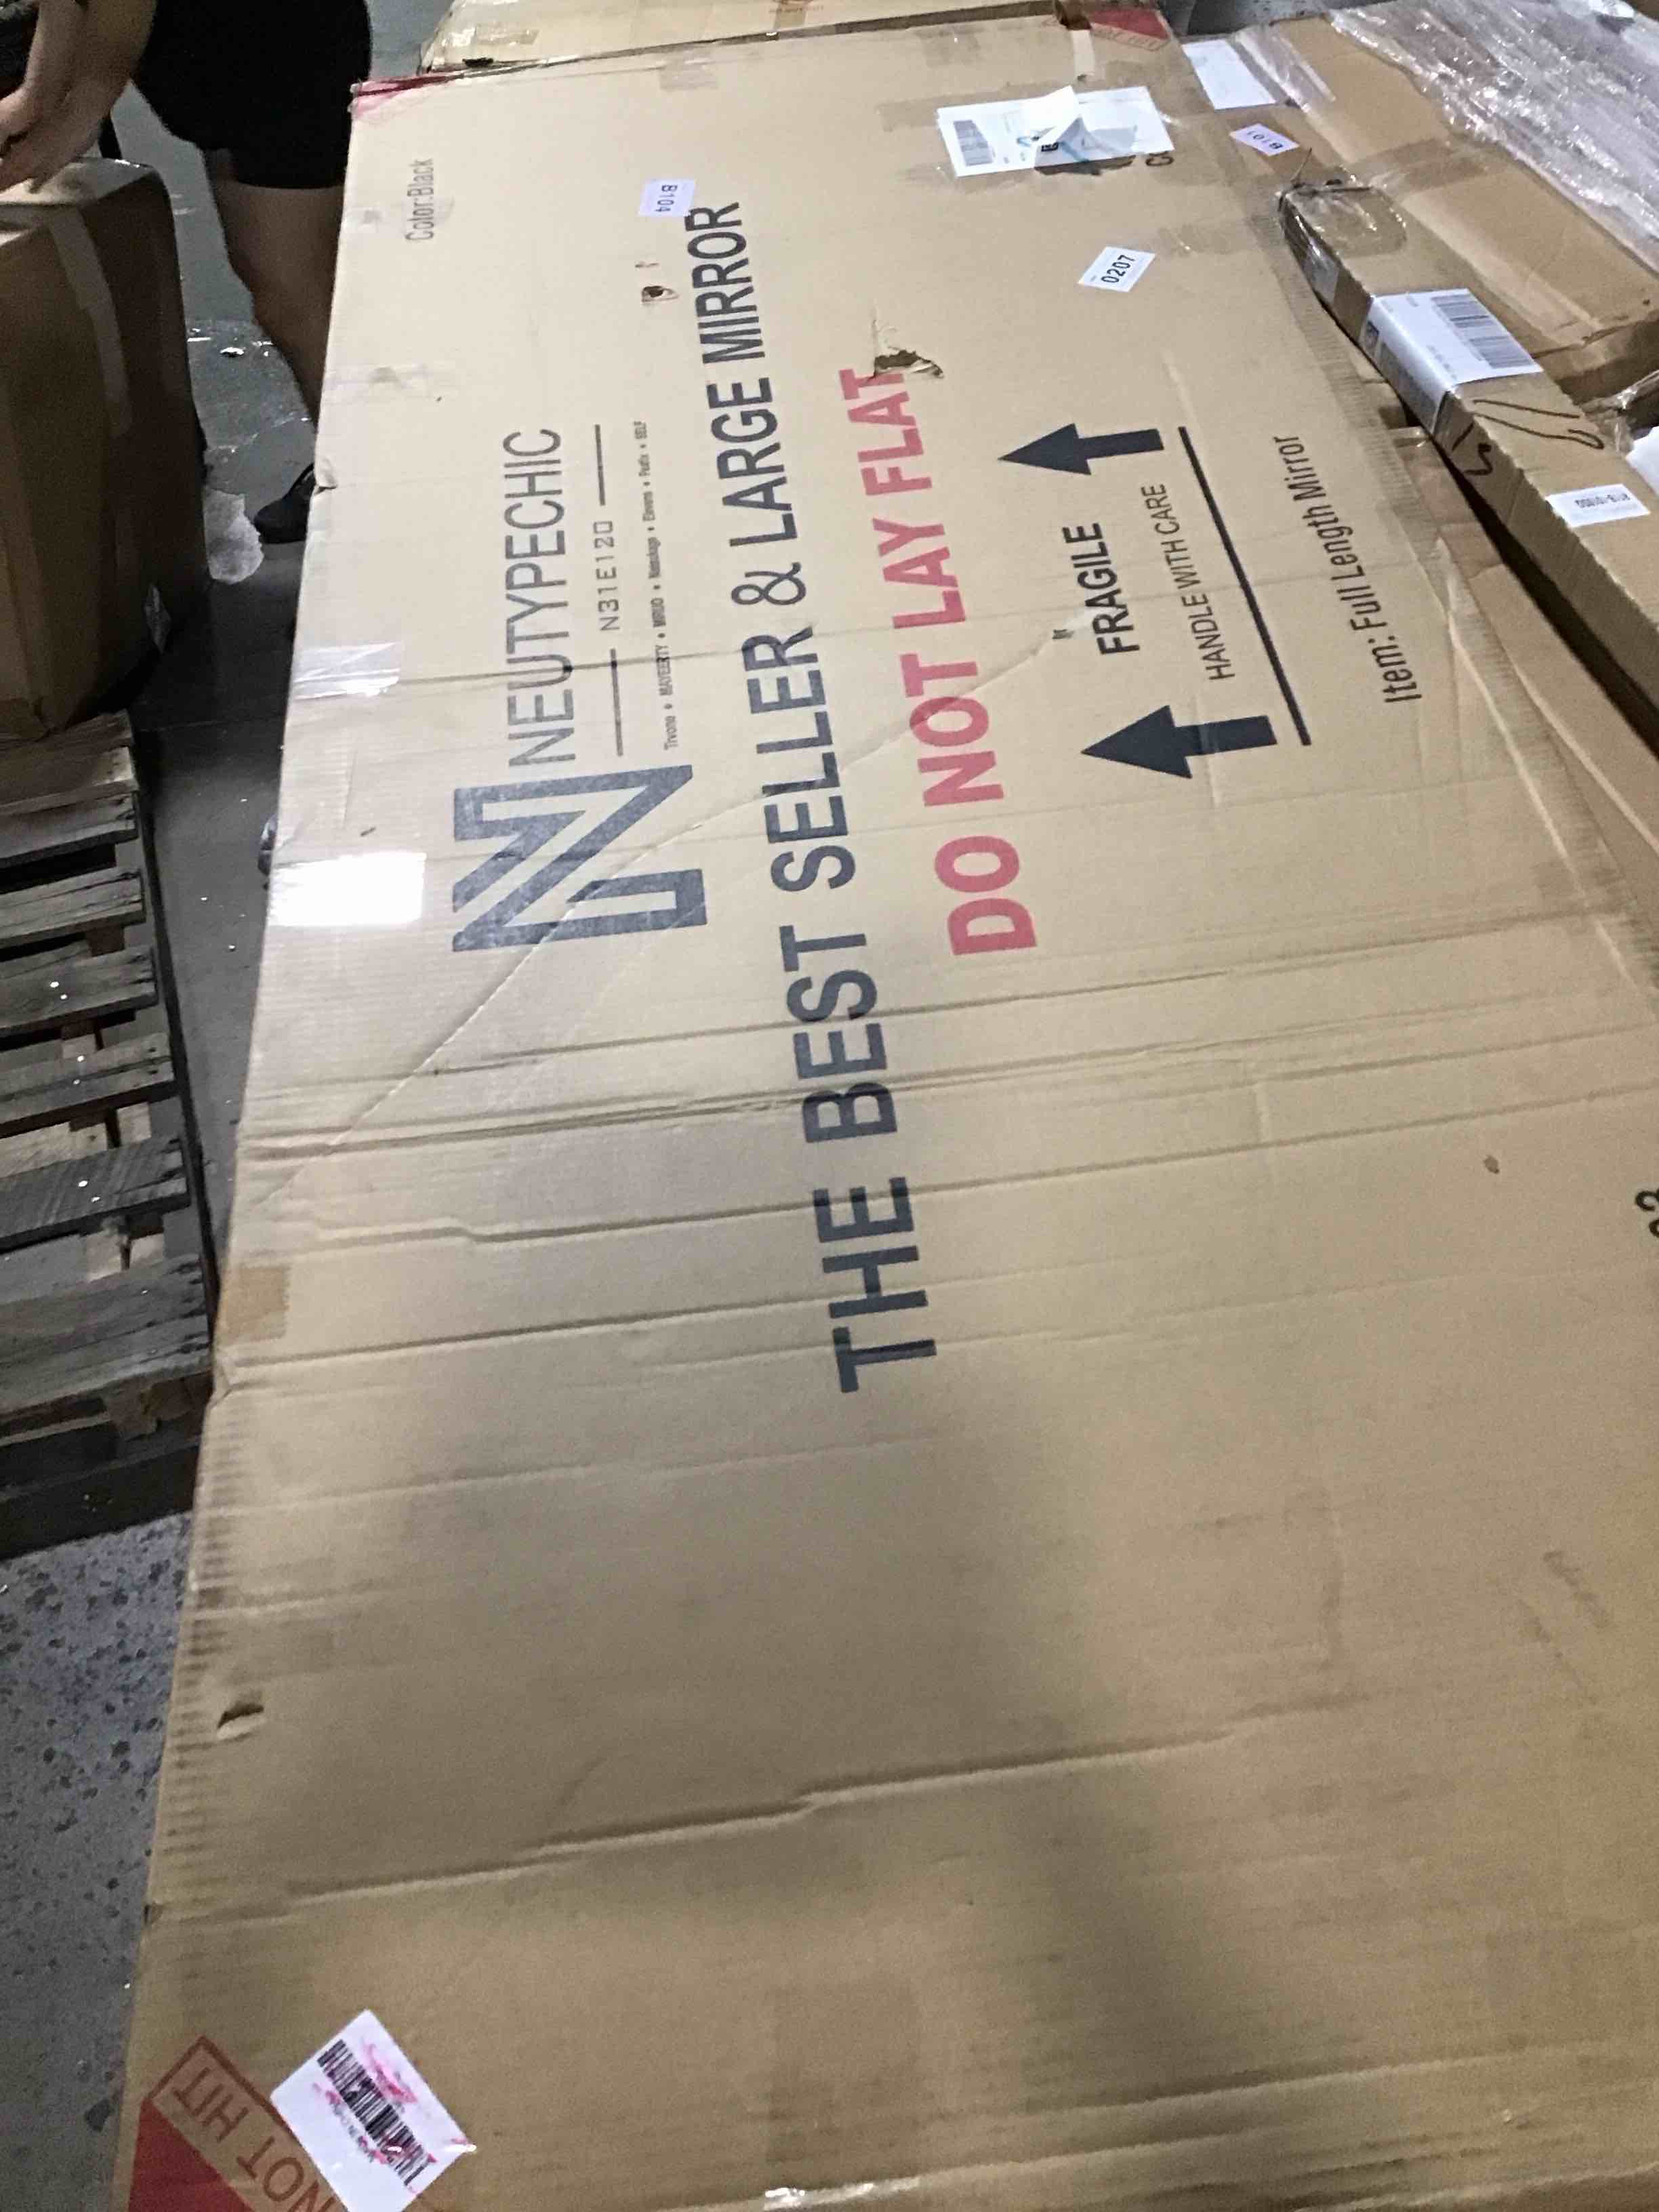 Color:Black
NEUTYPECHIC
N31E120
B104
THE BEST SELLER & LARGE MIRROR
DO NOT LAY FLAT
0207
FRAGILE
HANDLE WITH CARE
Item: Full Length Mirror
B101
NOT HIT